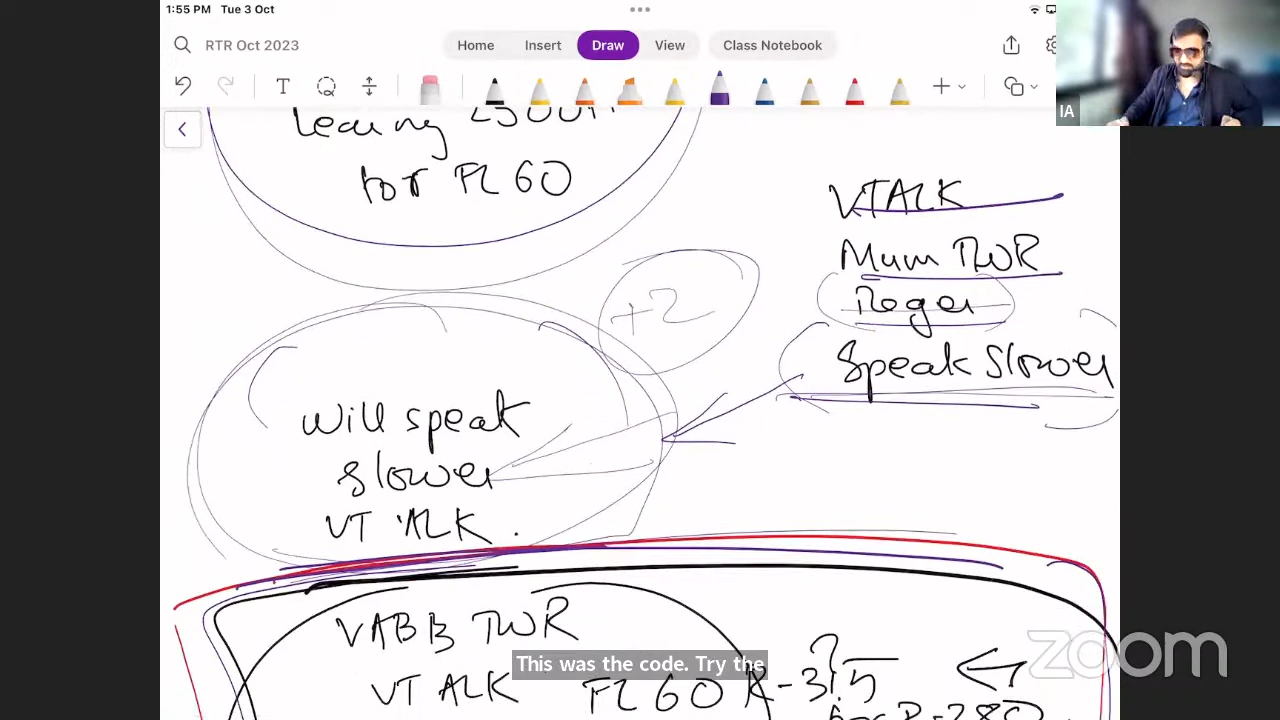 1:55 PM Tue 3 Oct
RTR Oct 2023
Home Insert Draw View Class Notebook
IA
leaving 2500ft
for FL 60
VTALK
Mum TWR
Roger
Speak Slower
+2
will speak
slower
VT ALK.
VABB TWR
VT ALK
FL 60
This was the code. Try the
zoom